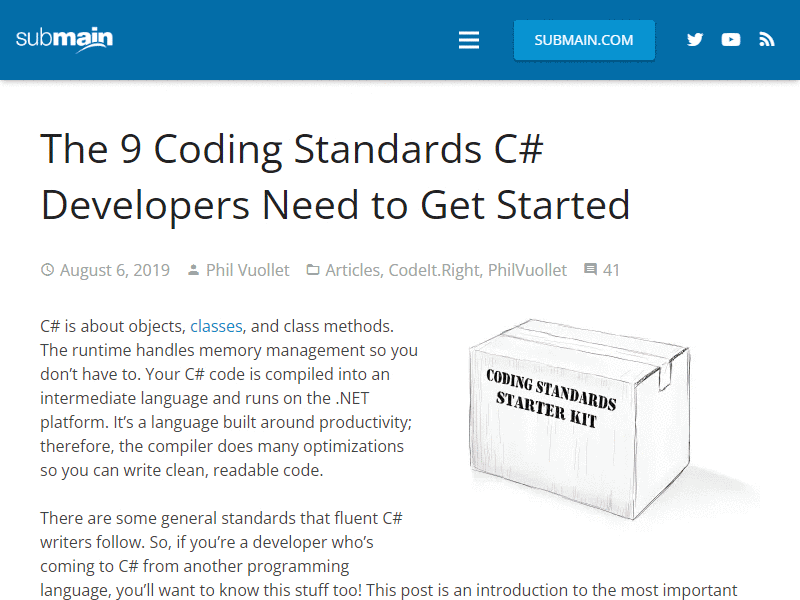 submain
SUBMAIN.COM
The 9 Coding Standards C#
Developers Need to Get Started
August 6, 2019 Phil Vuollet Articles, CodeIt.Right, PhilVuollet 41
C# is about objects, classes, and class methods.
The runtime handles memory management so you
don’t have to. Your C# code is compiled into an
intermediate language and runs on the .NET
platform. It’s a language built around productivity;
therefore, the compiler does many optimizations
so you can write clean, readable code.
CODING STANDARDS
STARTER KIT
There are some general standards that fluent C#
writers follow. So, if you’re a developer who’s
coming to C# from another programming
language, you’ll want to know this stuff too! This post is an introduction to the most important